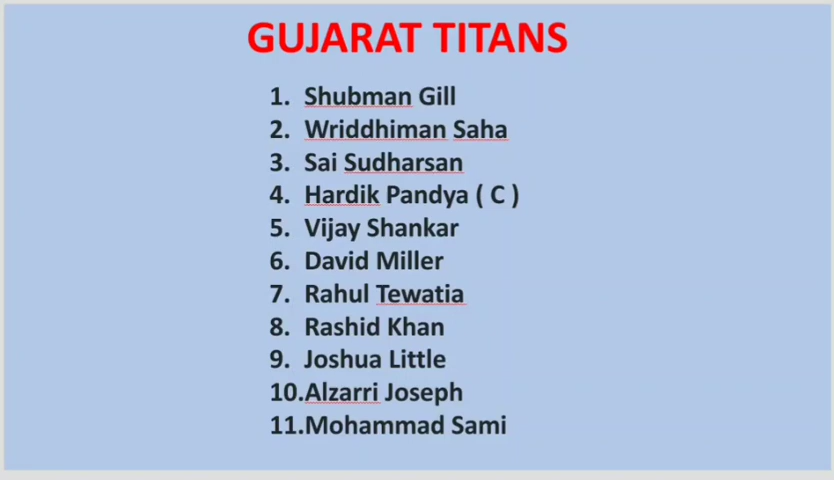 GUJARAT TITANS
1. Shubman Gill
2. Wriddhiman Saha
3. Sai Sudharsan
4. Hardik Pandya ( C )
5. Vijay Shankar
6. David Miller
7. Rahul Tewatia
8. Rashid Khan
9. Joshua Little
10.Alzarri Joseph
11.Mohammad Sami